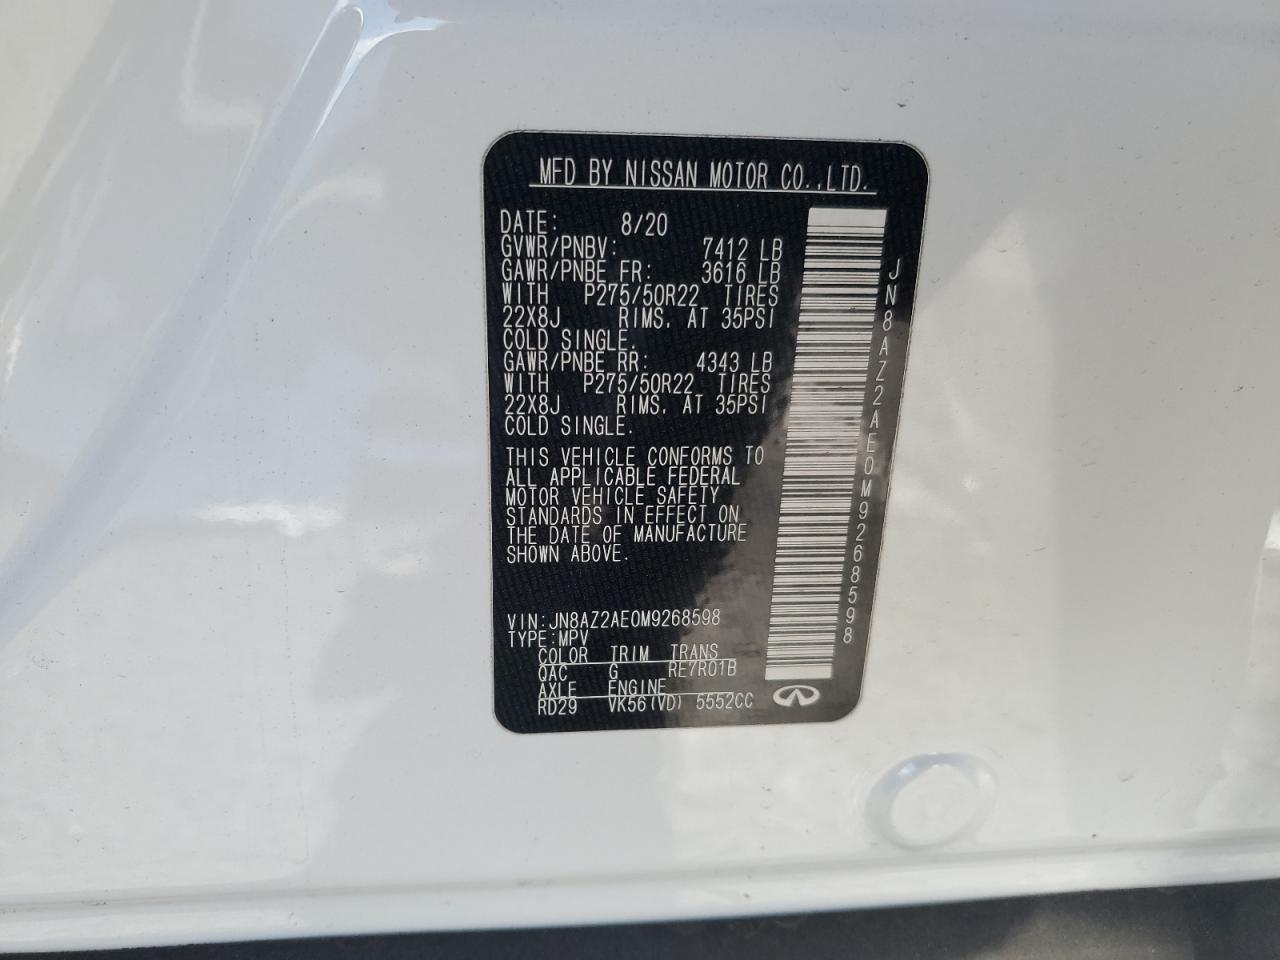 MFD BY NISSAN MOTOR CO.,LTD.
DATE: 8/20
GVWR/PNBV: 7412 LB
GAWR/PNBE FR: 3616 LB
WITH P275/50R22 TIRES
22X8J RIMS, AT 35PSI
COLD SINGLE.
GAWR/PNBE RR: 4343 LB
WITH P275/50R22 TIRES
22X8J RIMS, AT 35PSI
COLD SINGLE.
THIS VEHICLE CONFORMS TO
ALL APPLICABLE FEDERAL
MOTOR VEHICLE SAFETY
STANDARDS IN EFFECT ON
THE DATE OF MANUFACTURE
SHOWN ABOVE.
VIN:JN8AZ2AE0M9268598
TYPE:MPV
COLOR TRIM TRANS
QAC G RE7R01B
AXLE ENGINE
RD29 VK56(VD) 5552CC
JN8AZ2AE0M9268598